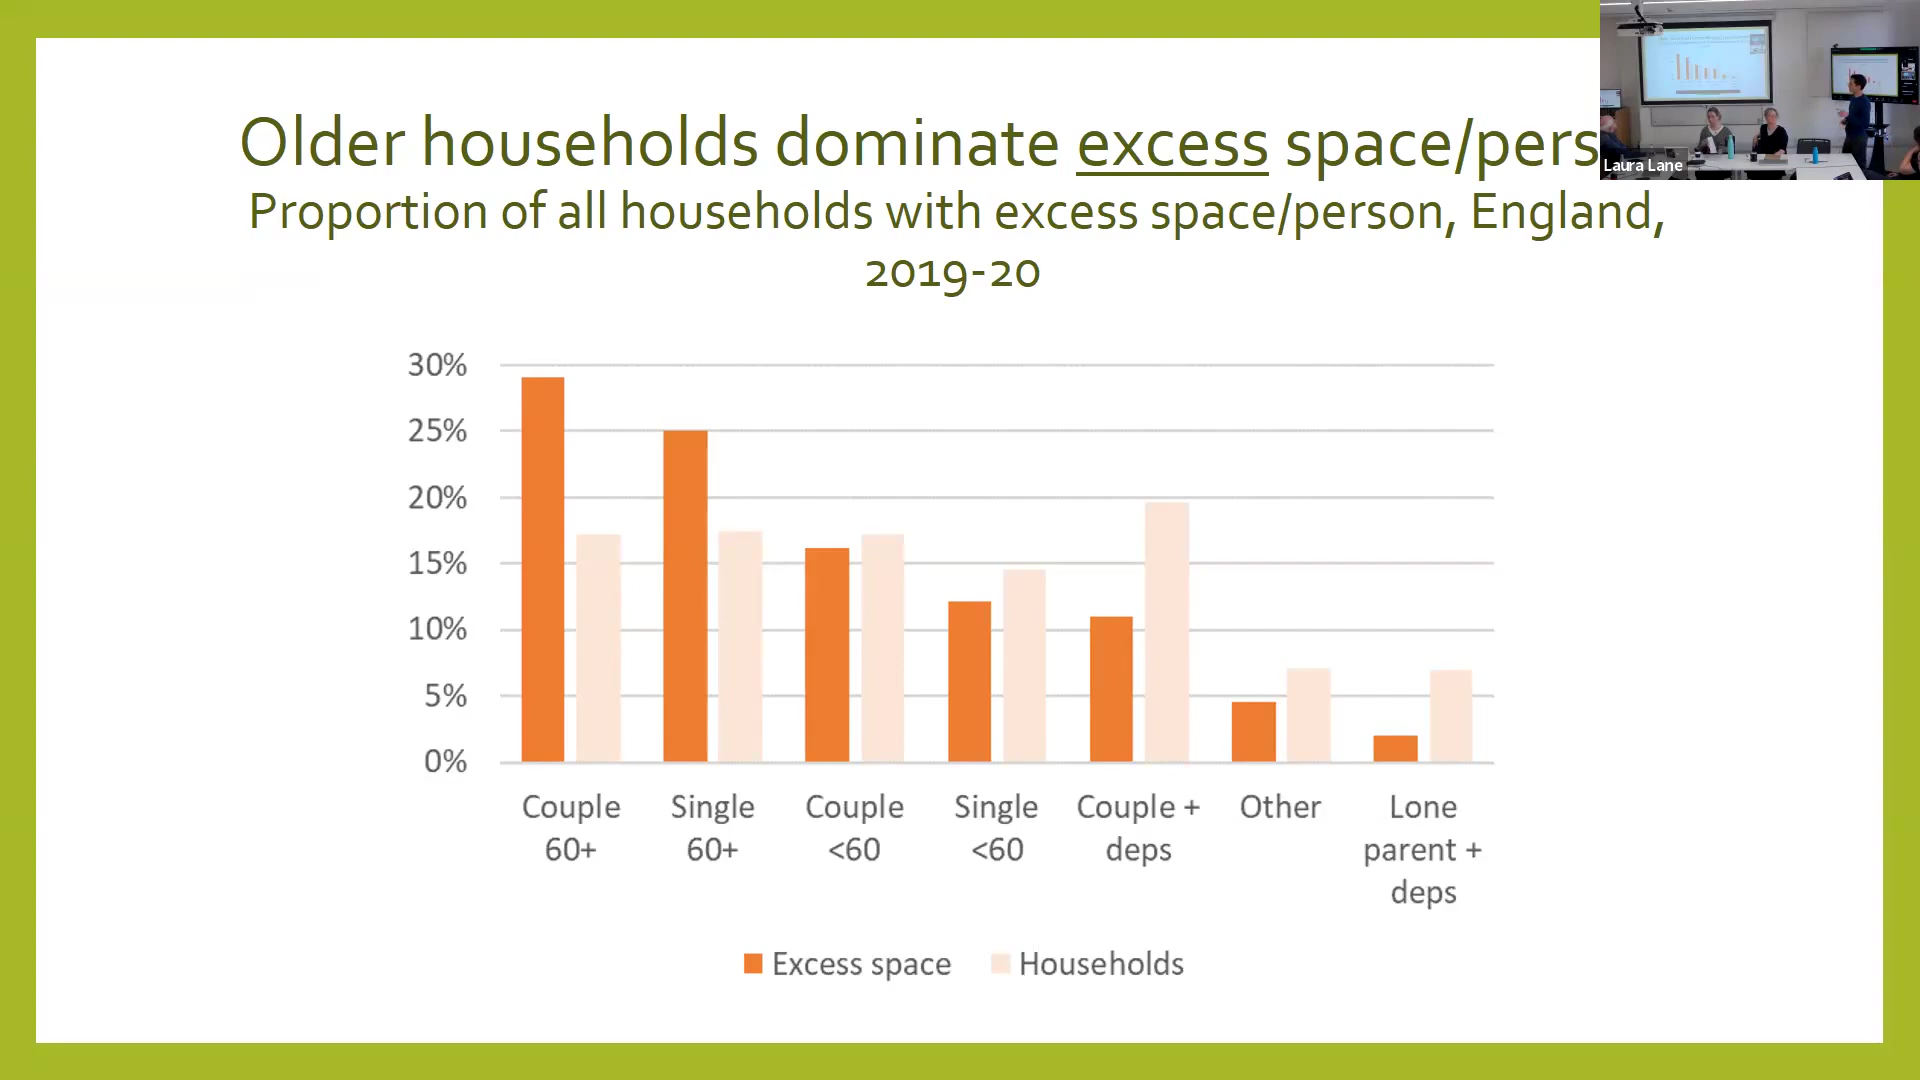 Older households dominate excess space/pers
Proportion of all households with excess space/person, England,
2019-20
Laura Lane
30%
25%
20%
15%
10%
5%
0%
Couple
60+
Single
60+
Couple
<60
Single
<60
Couple +
deps
Other
Lone
parent +
deps
Excess space
Households